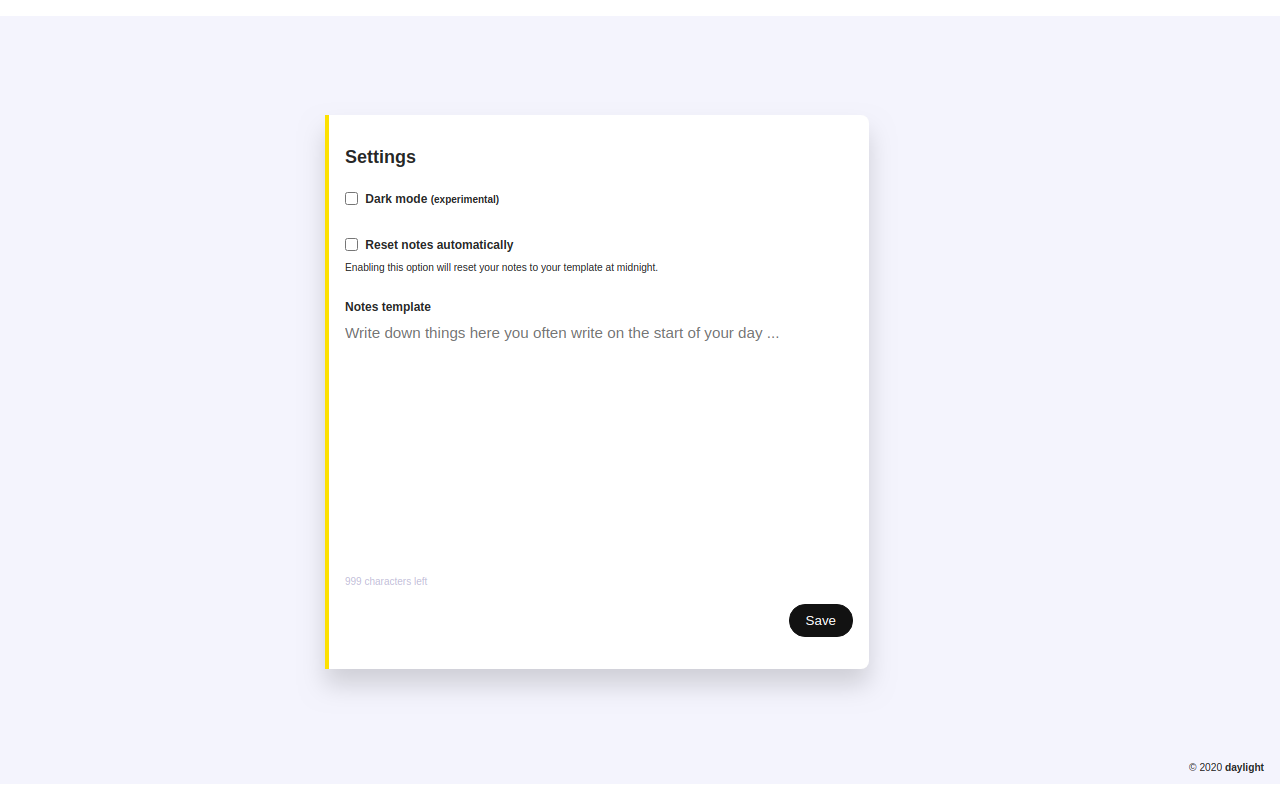 Settings
Dark mode (experimental)
Reset notes automatically
Enabling this option will reset your notes to your template at midnight.
Notes template
Write down things here you often write on the start of your day ...
999 characters left
Save
© 2020 daylight